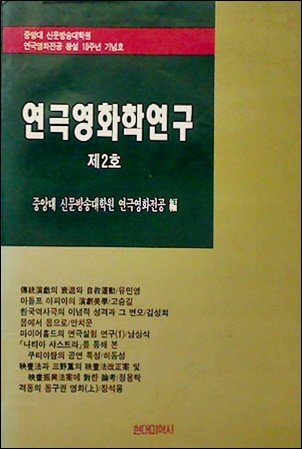 중앙대 신문방송대학원
연극영화전공 창설 10주년 기념호
연극영화학연구
제2호
중앙대 신문방송대학원 연극영화전공 編
傳統演戱의 衰退와 自救運動/유민영
아돌프 아피아의 演劇美學/고승길
한국역사극의 이념적 성격과 그 변모/김성희
몸에서 몸으로/안치운
마이어홀드의 연극실험 연구(1)/남상식
『나티아 사스트라』를 통해 본
쿠티야탐의 공연 특성/허동성
映畫法과 三野黨의 映畫法改正案 및
映畫振興法案에 對한 論考/정용탁
격동의 동구권 영화(上)/장석용
현대미학사